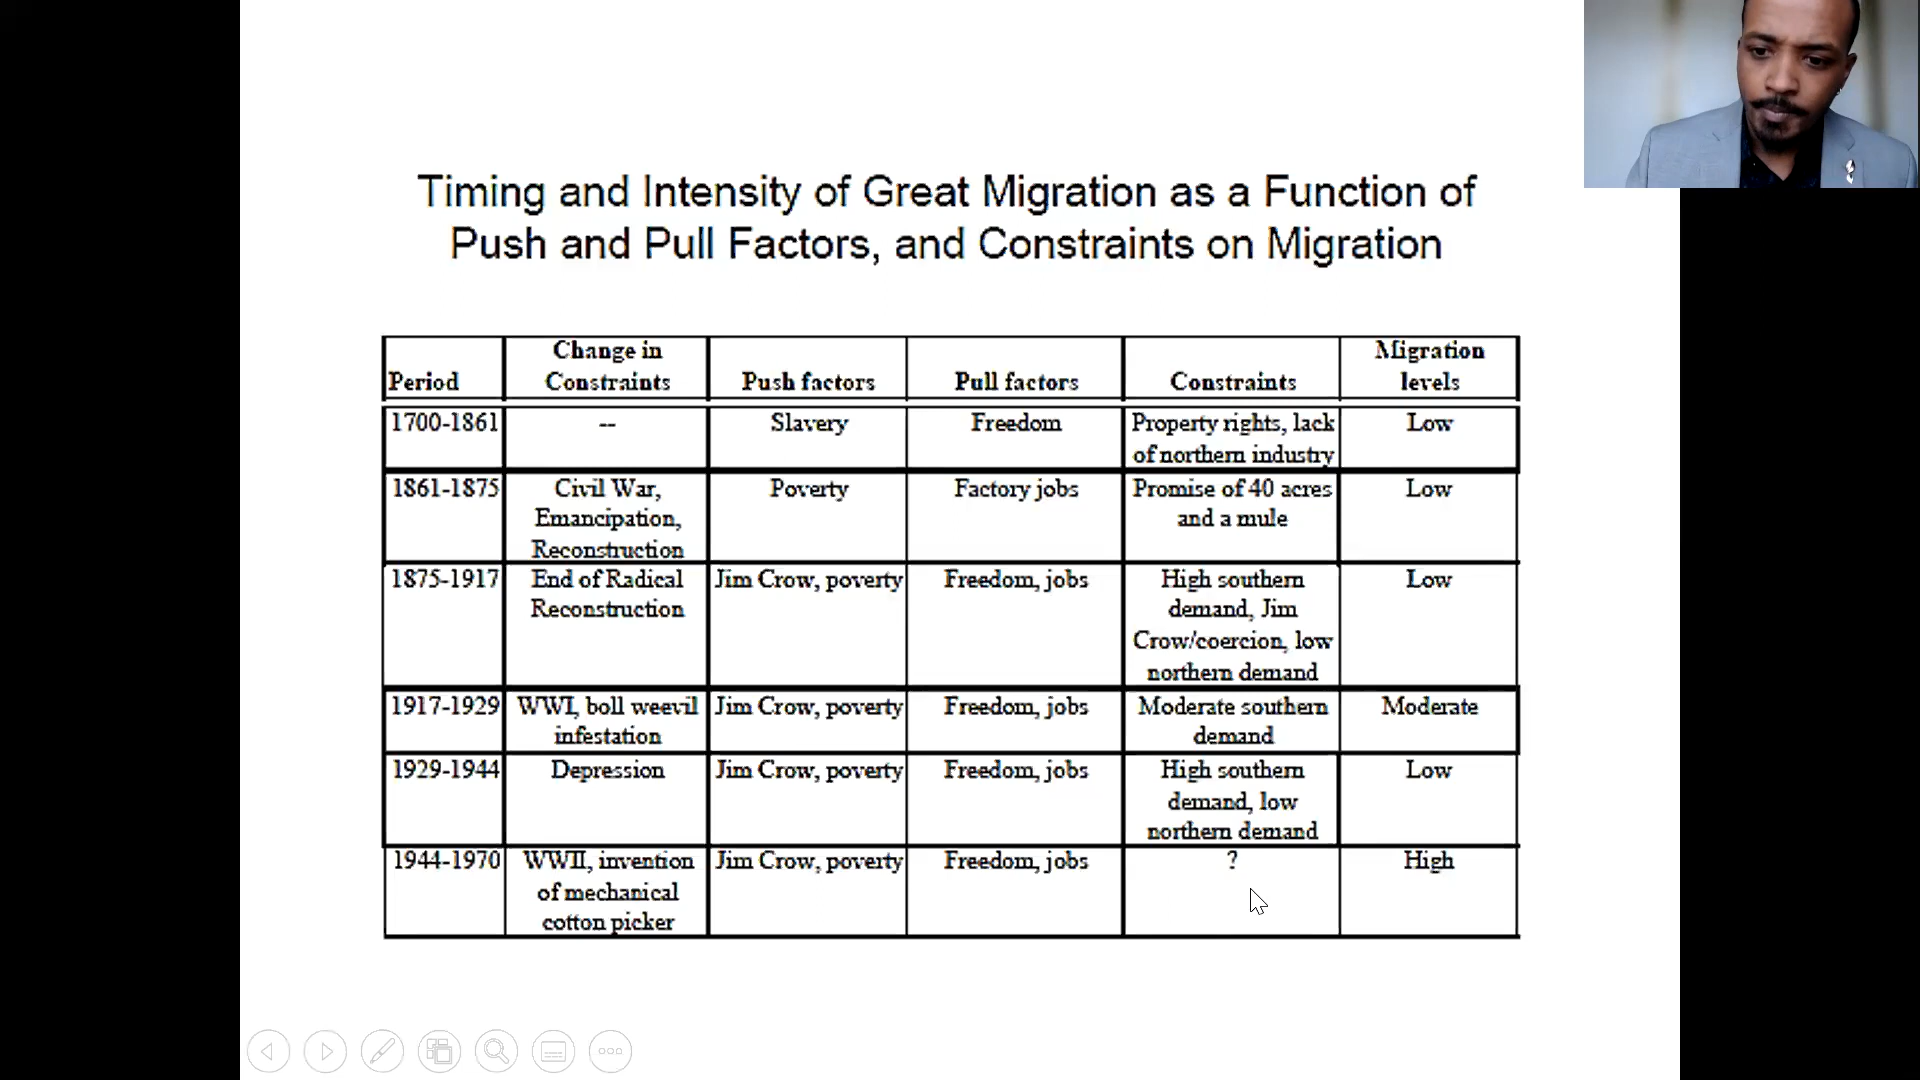 Timing and Intensity of Great Migration as a Function of
Push and Pull Factors, and Constraints on Migration
Period
Change in
Constraints
Push factors
Pull factors
Constraints
Migration
levels
1700-1861
--
Slavery
Freedom
Property rights, lack
of northern industry
Low
1861-1875
Civil War,
Emancipation,
Reconstruction
Poverty
Factory jobs
Promise of 40 acres
and a mule
Low
1875-1917
End of Radical
Reconstruction
Jim Crow, poverty
Freedom, jobs
High southern
demand, Jim
Crow/coercion, low
northern demand
Low
1917-1929
WWI, boll weevil
infestation
Jim Crow, poverty
Freedom, jobs
Moderate southern
demand
Moderate
1929-1944
Depression
Jim Crow, poverty
Freedom, jobs
High southern
demand, low
northern demand
Low
1944-1970
WWII, invention
of mechanical
cotton picker
Jim Crow, poverty
Freedom, jobs
?
High